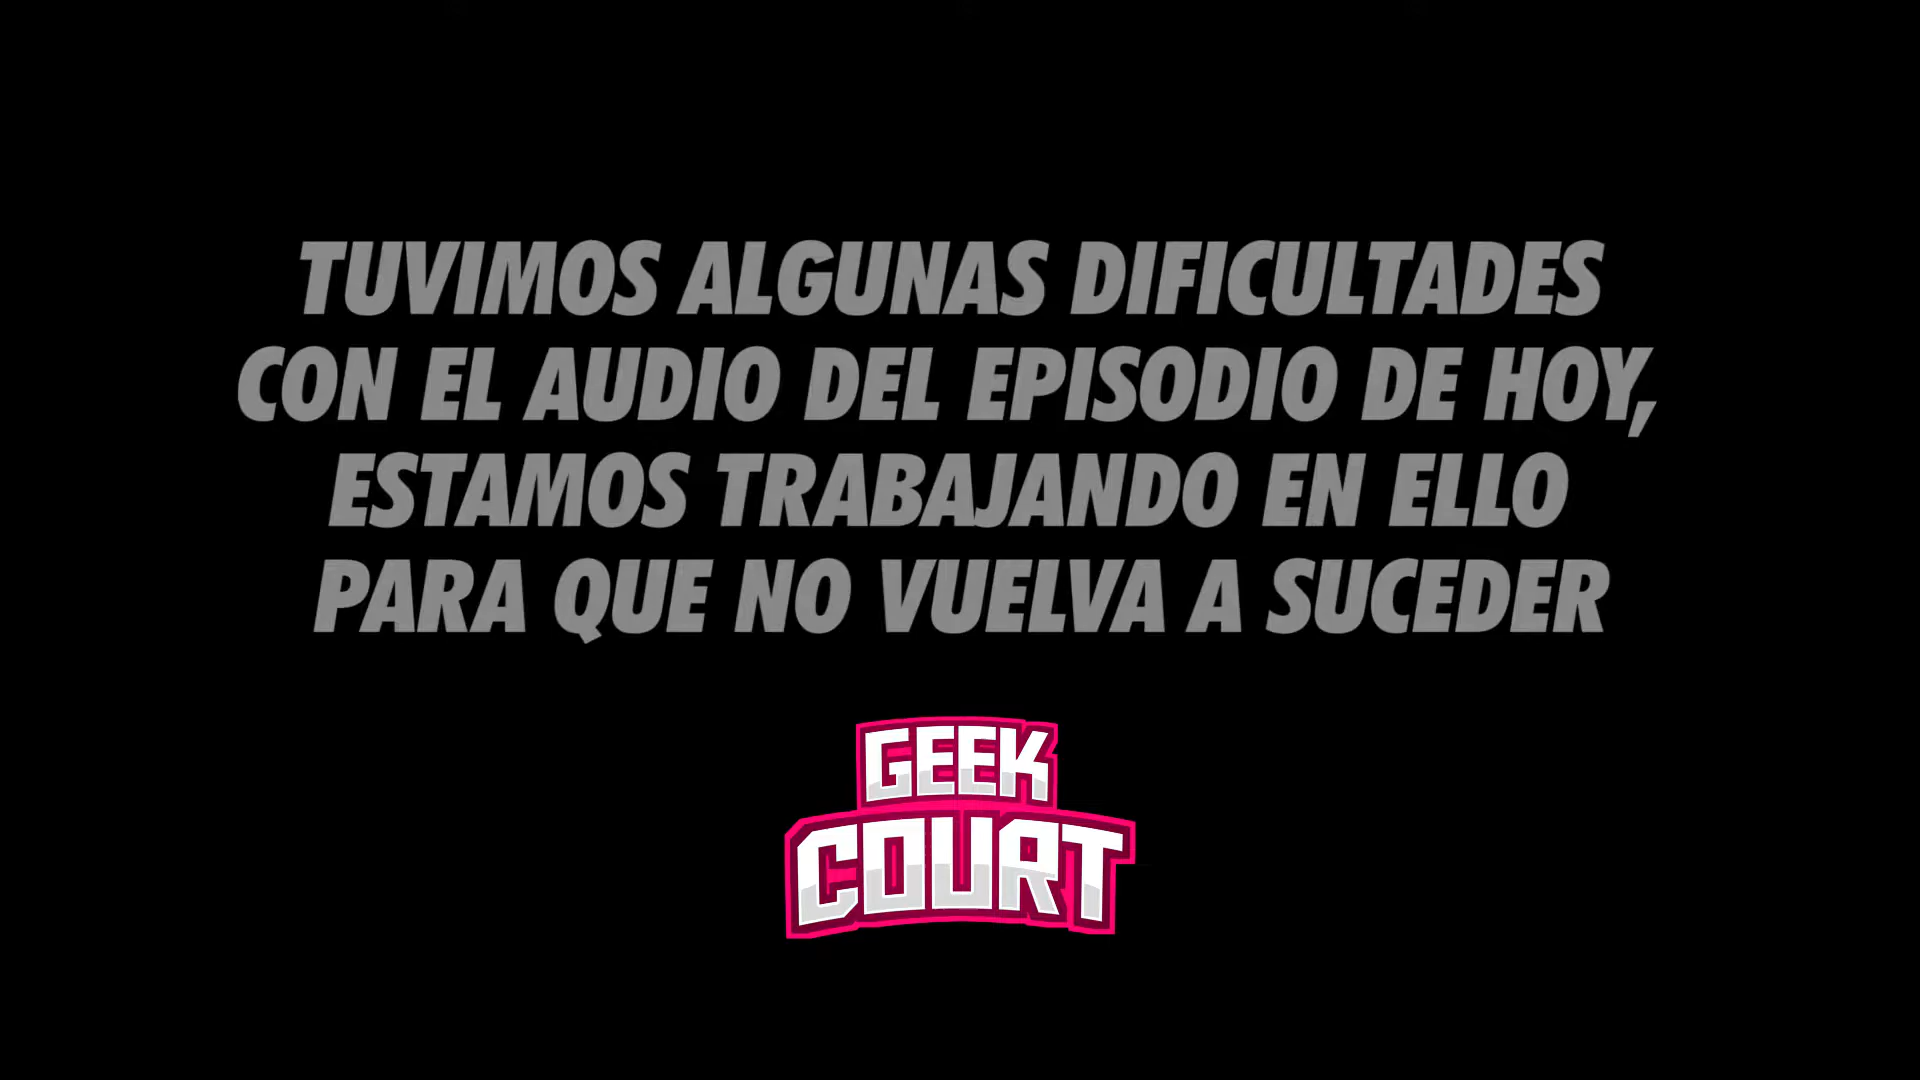 TUVIMOS ALGUNAS DIFICULTADES
CON EL AUDIO DEL EPISODIO DE HOY,
ESTAMOS TRABAJANDO EN ELLO
PARA QUE NO VUELVA A SUCEDER
GEEK
COURT